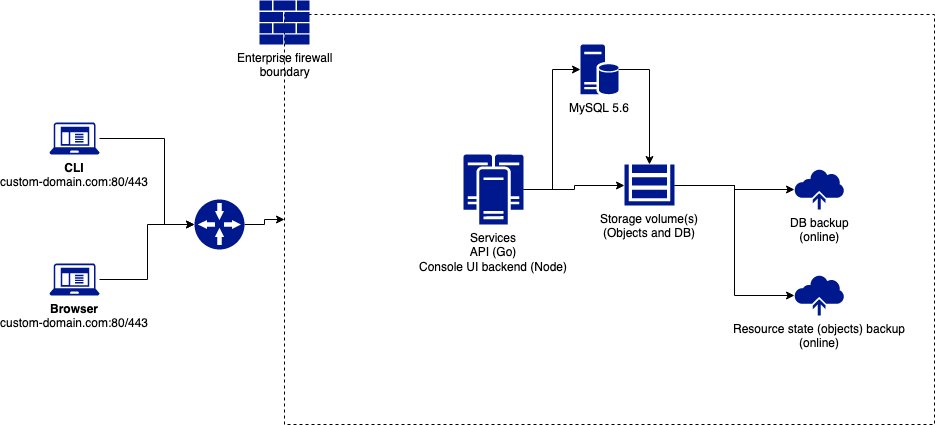 Enterprise firewall
boundary
MySQL 5.6
CLI
custom-domain.com:80/443
Services
API (Go)
Console UI backend (Node)
Storage volume(s)
(Objects and DB)
DB backup
(online)
Browser
custom-domain.com:80/443
Resource state (objects) backup
(online)